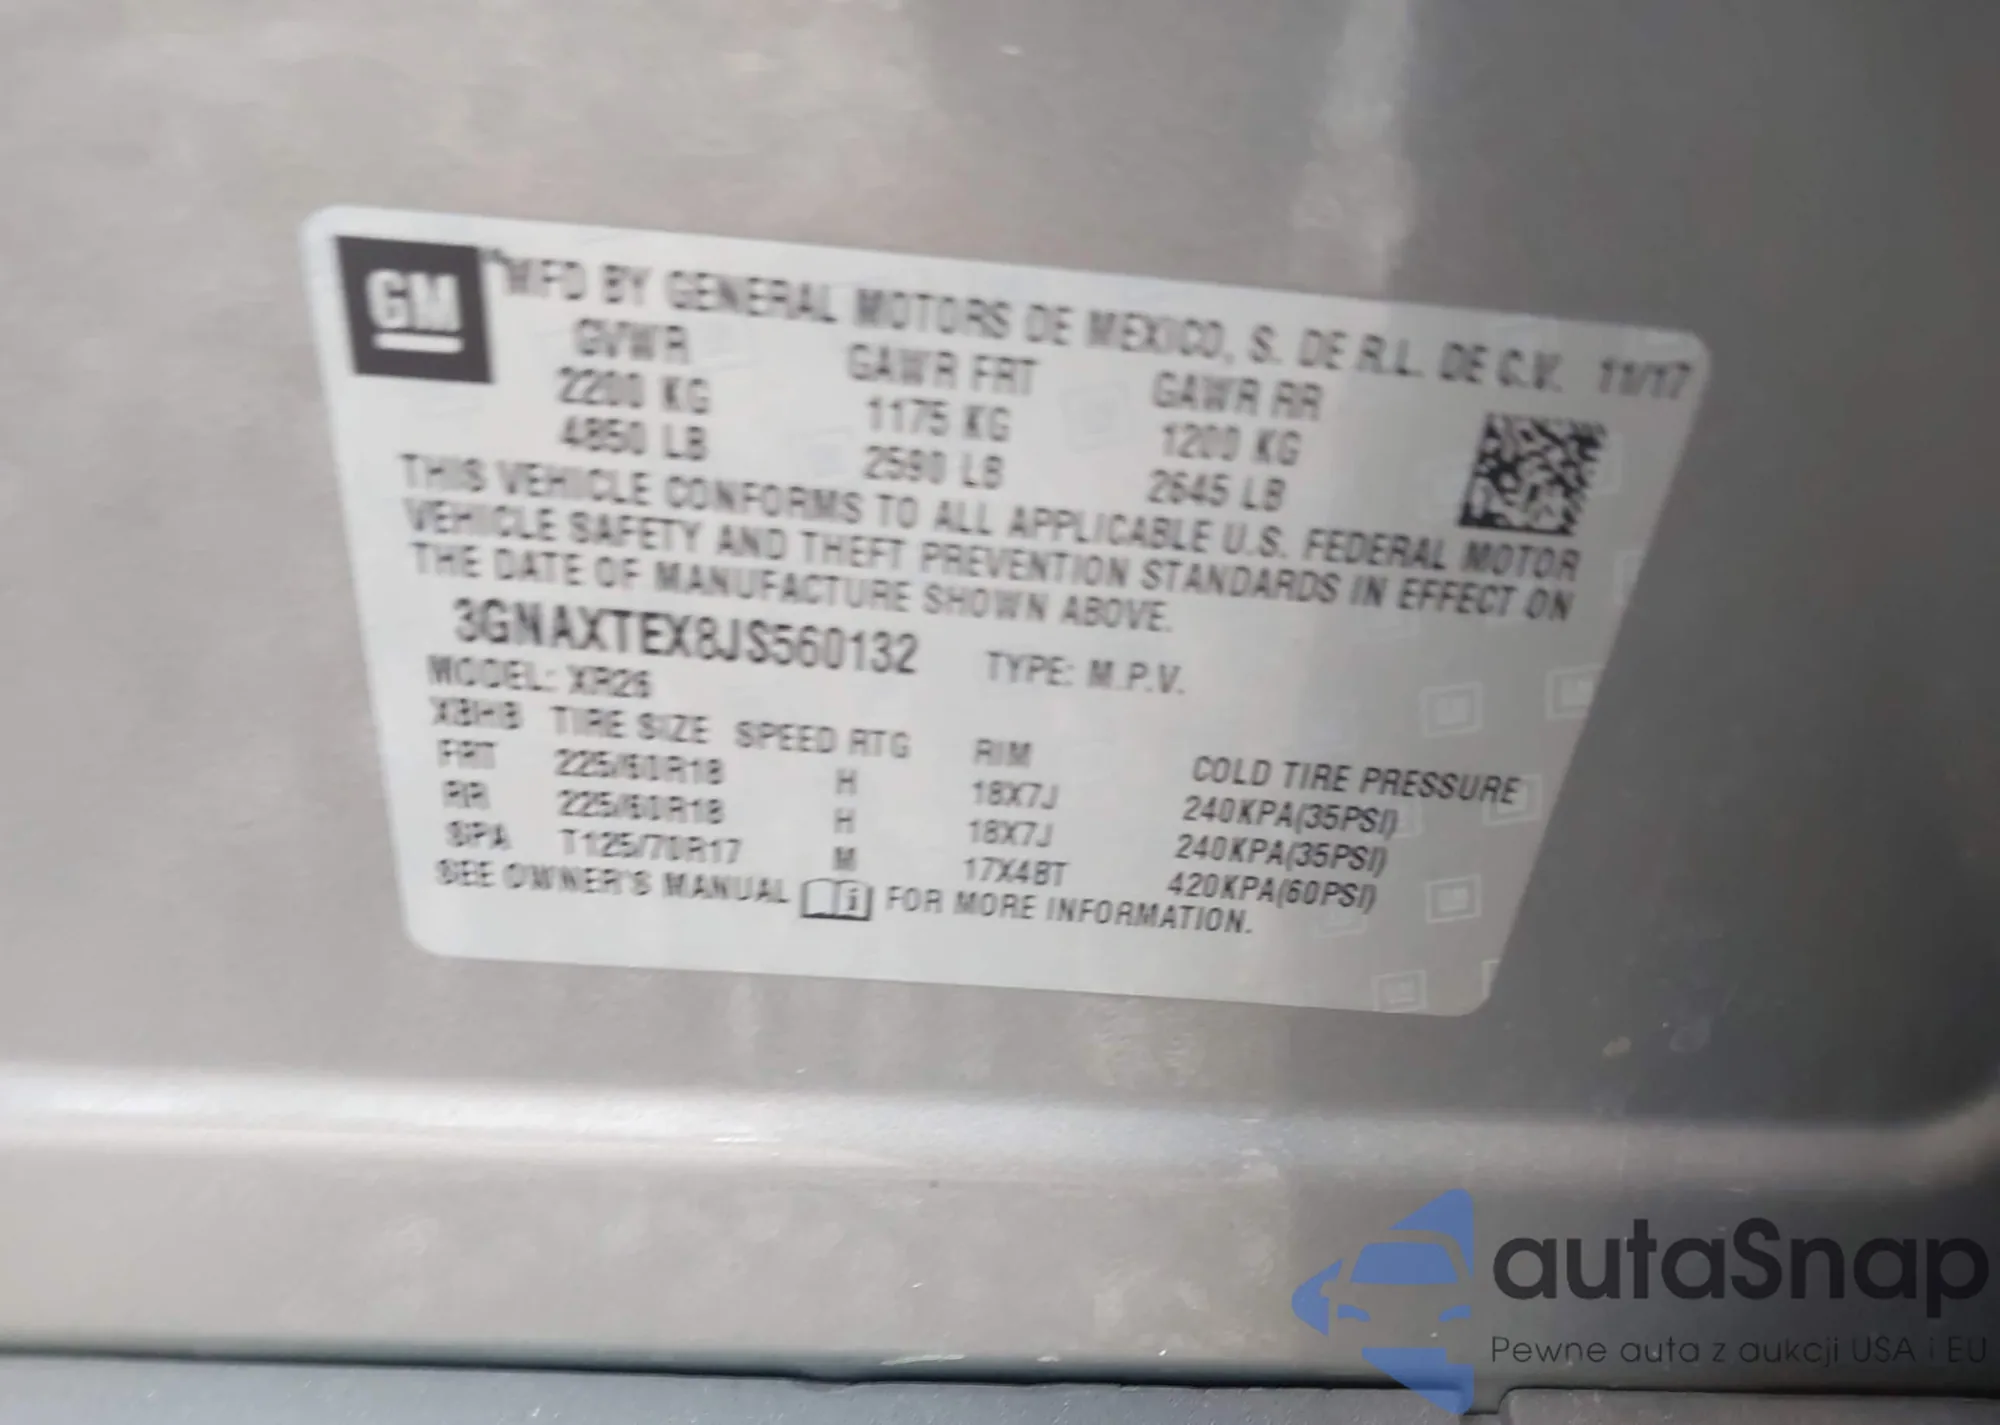 GM
MFD BY GENERAL MOTORS DE MEXICO, S. DE R.L. DE C.V. 11/17
GVWR GAWR FRT GAWR RR
2200 KG 1175 KG 1200 KG
4850 LB 2590 LB 2645 LB
THIS VEHICLE CONFORMS TO ALL APPLICABLE U.S. FEDERAL MOTOR
VEHICLE SAFETY AND THEFT PREVENTION STANDARDS IN EFFECT ON
THE DATE OF MANUFACTURE SHOWN ABOVE.
3GNAXTEX8JS560132 TYPE: M.P.V.
MODEL: XR26
XBHB TIRE SIZE SPEED RTG RIM COLD TIRE PRESSURE
FRT 225/60R18 H 18X7J 240KPA(35PSI)
RR 225/60R18 H 18X7J 240KPA(35PSI)
SPA T125/70R17 M 17X4BT 420KPA(60PSI)
SEE OWNER'S MANUAL FOR MORE INFORMATION.
autaSnap
Pewne auta z aukcji USA i EU